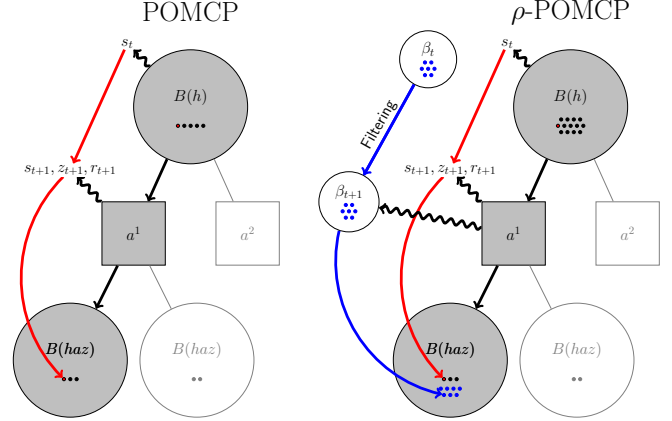 POMCP
s_t
B(h)
s_{t+1}, z_{t+1}, r_{t+1}
a^1
a^2
B(haz)
B(haz)
ρ-POMCP
β_t
s_t
B(h)
Filtering
s_{t+1}, z_{t+1}, r_{t+1}
β_{t+1}
a^1
a^2
B(haz)
B(haz)